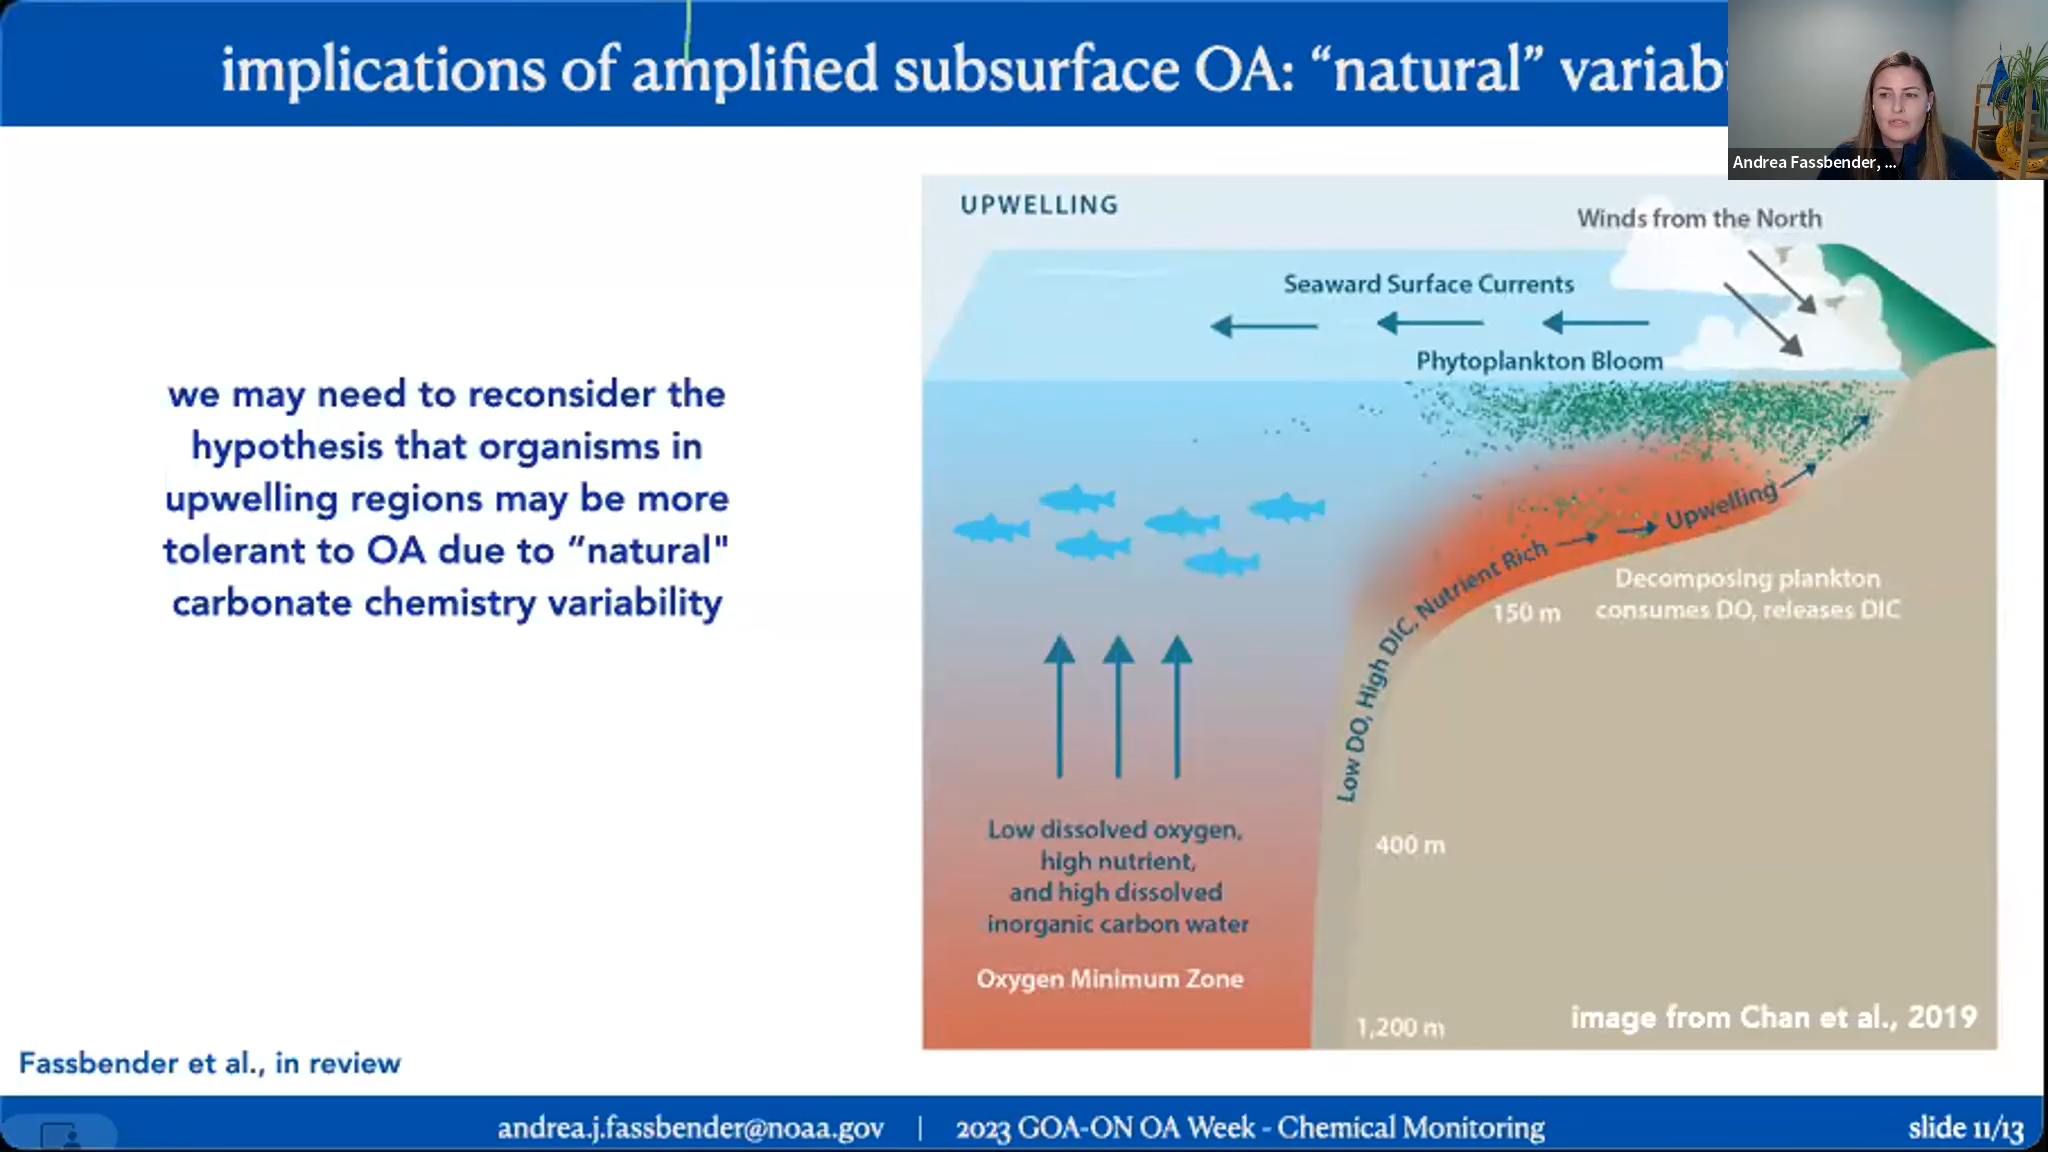 implications of amplified subsurface OA: “natural” variab
Andrea Fassbender, ...
we may need to reconsider the
hypothesis that organisms in
upwelling regions may be more
tolerant to OA due to “natural"
carbonate chemistry variability
UPWELLING
Winds from the North
Seaward Surface Currents
Phytoplankton Bloom
Low DO, High DIC, Nutrient Rich
Upwelling
Decomposing plankton
consumes DO, releases DIC
150 m
400 m
1,200 m
Low dissolved oxygen,
high nutrient,
and high dissolved
inorganic carbon water
Oxygen Minimum Zone
image from Chan et al., 2019
Fassbender et al., in review
andrea.j.fassbender@noaa.gov | 2023 GOA-ON OA Week - Chemical Monitoring
slide 11/13